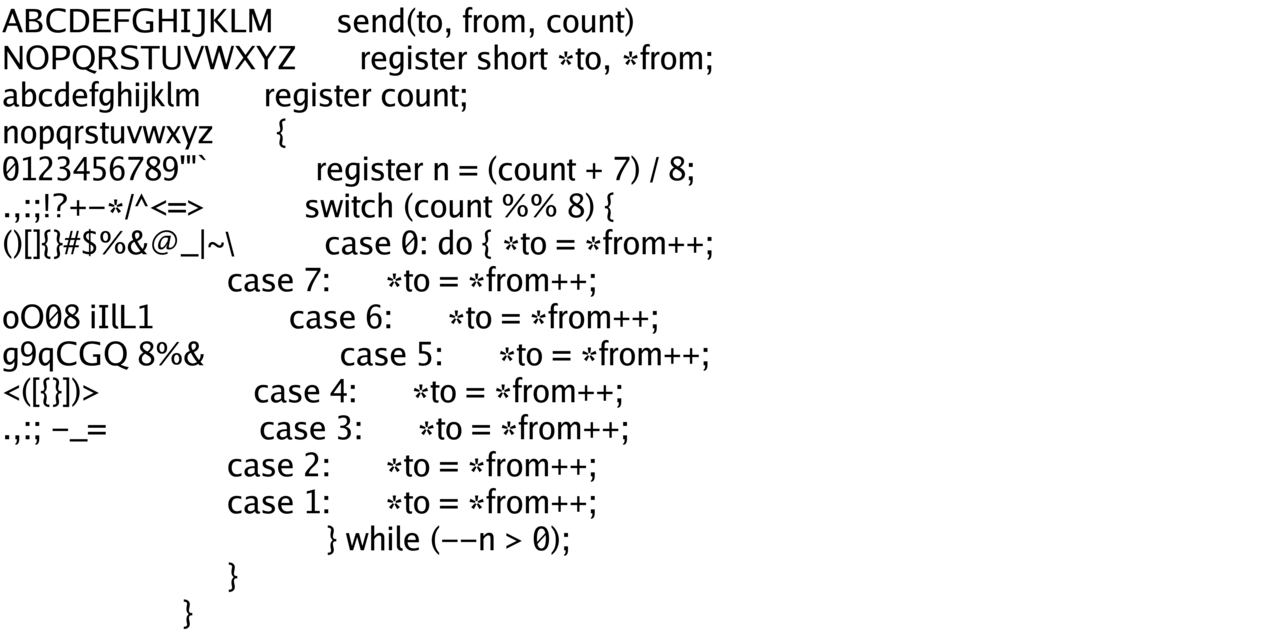 ABCDEFGHIJKLM send(to, from, count)
NOPQRSTUVWXYZ register short *to, *from;
abcdefghijklm register count;
nopqrstuvwxyz {
0123456789"'` register n = (count + 7) / 8;
.,:;!?+-*/^<=> switch (count %% 8) {
()[]{}#$%&@_|~\ case 0: do { *to = *from++;
case 7: *to = *from++;
oO08 iIlL1 case 6: *to = *from++;
g9qCGQ 8%& case 5: *to = *from++;
<([{}])> case 4: *to = *from++;
.,:; -_= case 3: *to = *from++;
case 2: *to = *from++;
case 1: *to = *from++;
} while (--n > 0);
}
}